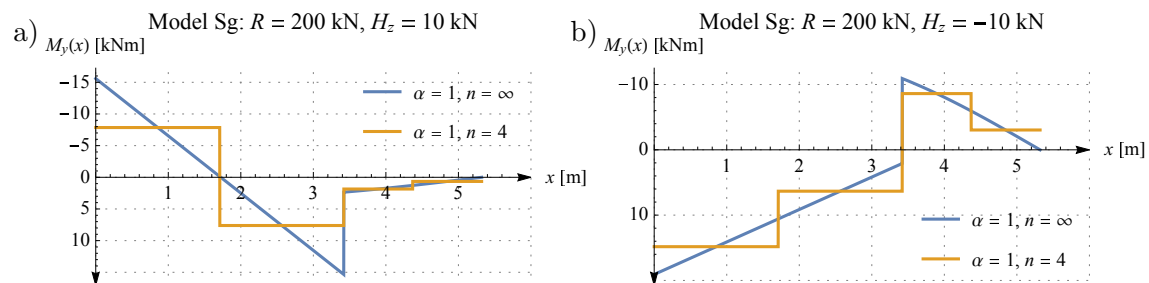 a)
Model Sg: R = 200 kN, H_z = 10 kN
M_y(x) [kNm]
−15
−10
−5
0
5
10
1
2
3
4
5
x [m]
α = 1, n = ∞
α = 1, n = 4
b)
Model Sg: R = 200 kN, H_z = −10 kN
M_y(x) [kNm]
−10
0
10
1
2
3
4
5
x [m]
α = 1, n = ∞
α = 1, n = 4